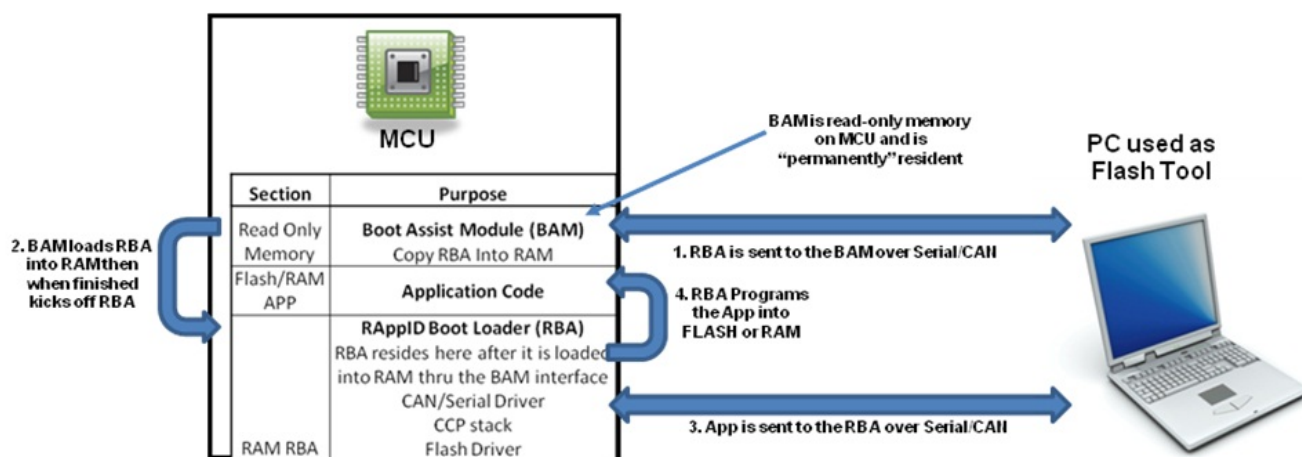 MCU
BAM is read-only memory
on MCU and is
“permanently” resident
PC used as
Flash Tool
Section Purpose
Read Only
Memory
Boot Assist Module (BAM)
Copy RBA Into RAM
Flash/RAM
APP
Application Code
RAppID Boot Loader (RBA)
RBA resides here after it is loaded
into RAM thru the BAM interface
CAN/Serial Driver
CCP stack
Flash Driver
RAM RBA
1. RBA is sent to the BAM over Serial/CAN
2. BAM loads RBA
into RAM then
when finished
kicks off RBA
3. App is sent to the RBA over Serial/CAN
4. RBA Programs
the App into
FLASH or RAM